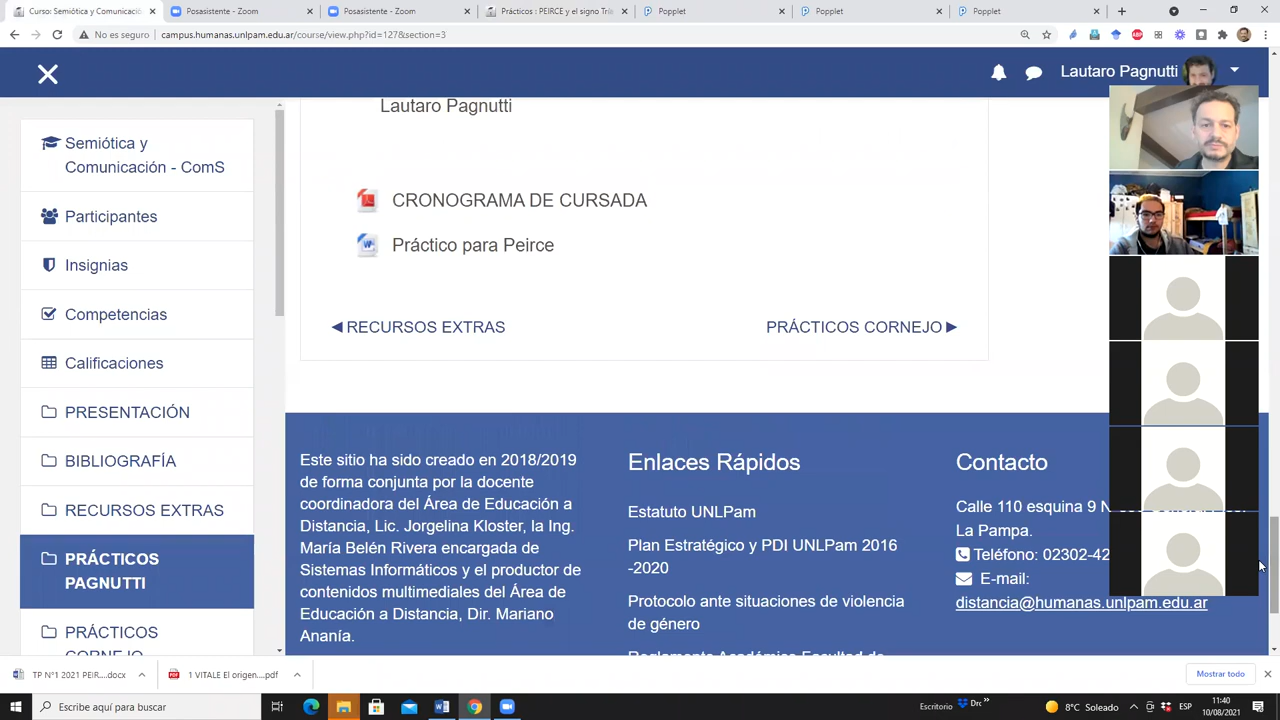 Curso: Semiótica y Comunicaci
Posasistente - Zoom
Posasistente - Zoom
Prácticos : PEIRCE y el signo Tri
Popplet
Popplet
Popplet
No es seguro | campus.humanas.unlpam.edu.ar/course/view.php?id=127&section=3
Lautaro Pagnutti
Semiótica y
Comunicación - ComS
Participantes
Insignias
Competencias
Calificaciones
PRESENTACIÓN
BIBLIOGRAFÍA
RECURSOS EXTRAS
PRÁCTICOS
PAGNUTTI
PRÁCTICOS
CORNEJO
Lautaro Pagnutti
CRONOGRAMA DE CURSADA
Práctico para Peirce
◀ RECURSOS EXTRAS
PRÁCTICOS CORNEJO ▶
Este sitio ha sido creado en 2018/2019
de forma conjunta por la docente
coordinadora del Área de Educación a
Distancia, Lic. Jorgelina Kloster, la Ing.
María Belén Rivera encargada de
Sistemas Informáticos y el productor de
contenidos multimediales del Área de
Educación a Distancia, Dir. Mariano
Ananía.
Enlaces Rápidos
Estatuto UNLPam
Plan Estratégico y PDI UNLPam 2016
-2020
Protocolo ante situaciones de violencia
de género
Reglamento Académico Facultad de
Contacto
Calle 110 esquina 9 N
La Pampa.
Teléfono: 02302-42
E-mail:
distancia@humanas.unlpam.edu.ar
TP N°1 2021 PEIR....docx
1 VITALE El origen....pdf
Mostrar todo
Escribe aquí para buscar
Escritorio
Drc
»
8°C Soleado
ESP
11:40
10/08/2021